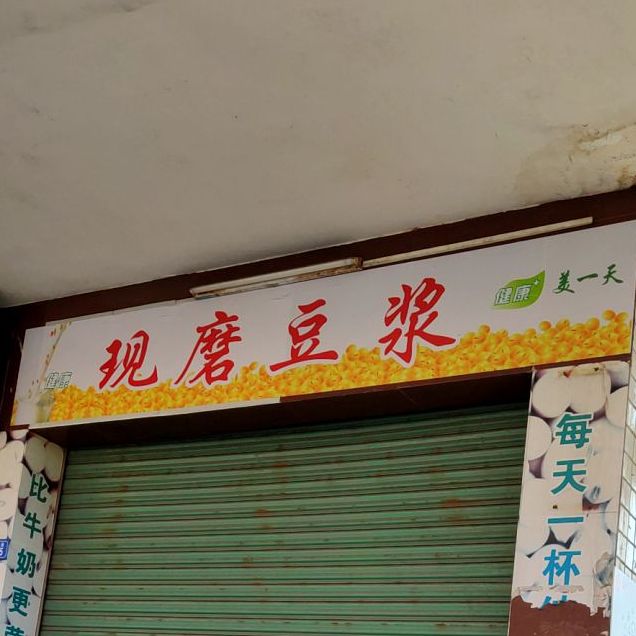 健康
现磨豆浆
健康+
美一天
比牛奶更
每天一杯